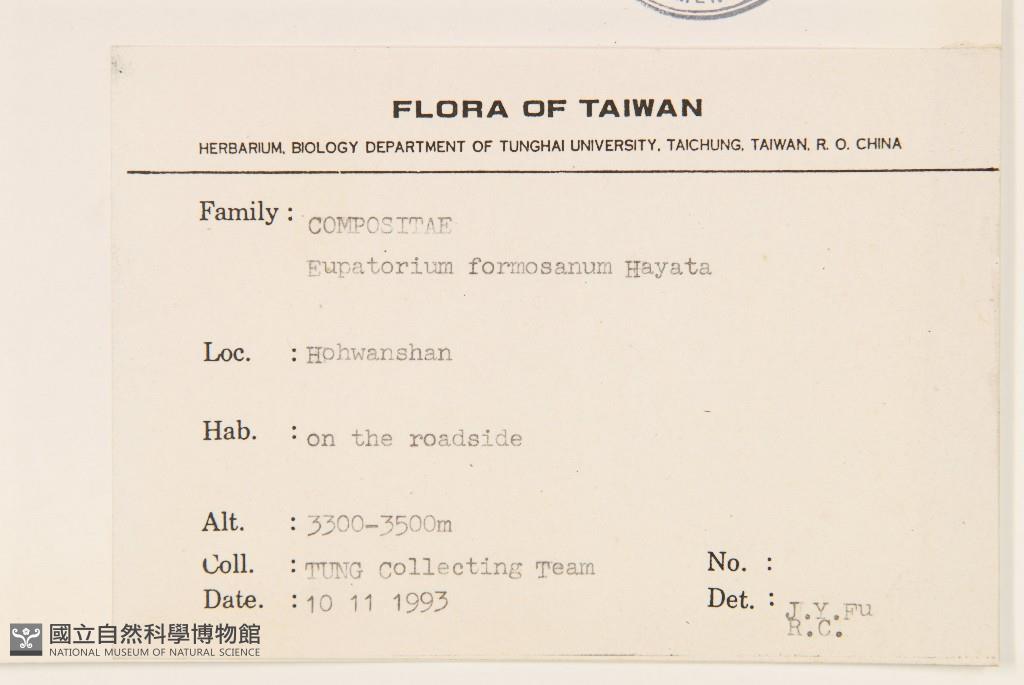 FLORA OF TAIWAN
HERBARIUM, BIOLOGY DEPARTMENT OF TUNGHAI UNIVERSITY, TAICHUNG, TAIWAN, R. O. CHINA
Family : COMPOSITAE
Eupatorium formosanum Hayata
Loc. : Hohwanshan
Hab. : on the roadside
Alt. : 3300-3500m
Coll. : TUNG Collecting Team No. :
Date. : 10 11 1993 Det. : J.Y.Fu
R.C.
國立自然科學博物館
NATIONAL MUSEUM OF NATURAL SCIENCE